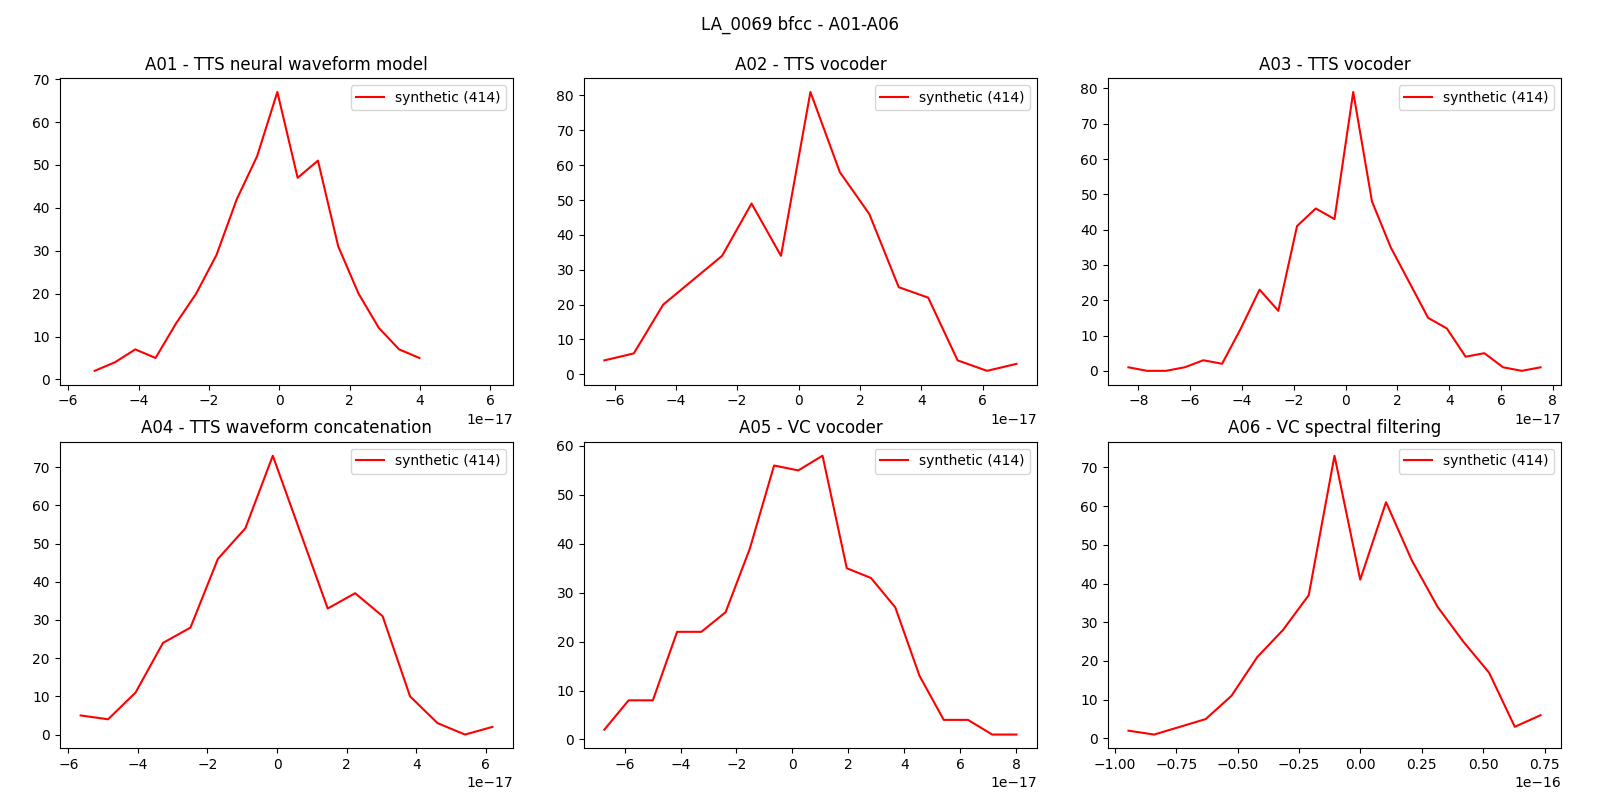 LA_0069 bfcc - A01-A06
A01 - TTS neural waveform model
synthetic (414)
70
60
50
40
30
20
10
0
−6 −4 −2 0 2 4 6
1e−17
A02 - TTS vocoder
synthetic (414)
80
70
60
50
40
30
20
10
0
−6 −4 −2 0 2 4 6
1e−17
A03 - TTS vocoder
synthetic (414)
80
70
60
50
40
30
20
10
0
−8 −6 −4 −2 0 2 4 6 8
1e−17
A04 - TTS waveform concatenation
synthetic (414)
70
60
50
40
30
20
10
0
−6 −4 −2 0 2 4 6
1e−17
A05 - VC vocoder
synthetic (414)
60
50
40
30
20
10
0
−6 −4 −2 0 2 4 6 8
1e−17
A06 - VC spectral filtering
synthetic (414)
70
60
50
40
30
20
10
0
−1.00 −0.75 −0.50 −0.25 0.00 0.25 0.50 0.75
1e−16